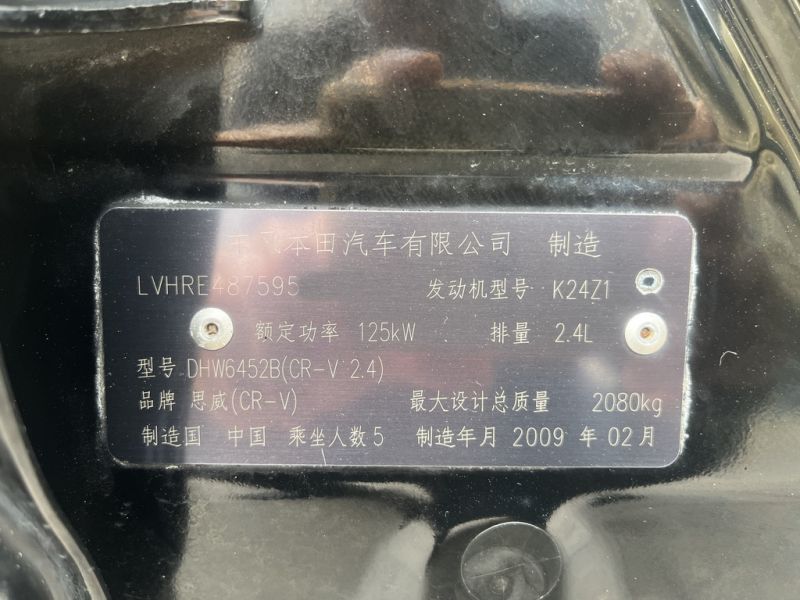 本田汽车有限公司 制造
LVHRE487595 发动机型号 K24Z1
额定功率 125kW 排量 2.4L
型号 DHW6452B(CR-V 2.4)
品牌 思威(CR-V) 最大设计总质量 2080kg
制造国 中国 乘坐人数 5 制造年月 2009 年 02 月